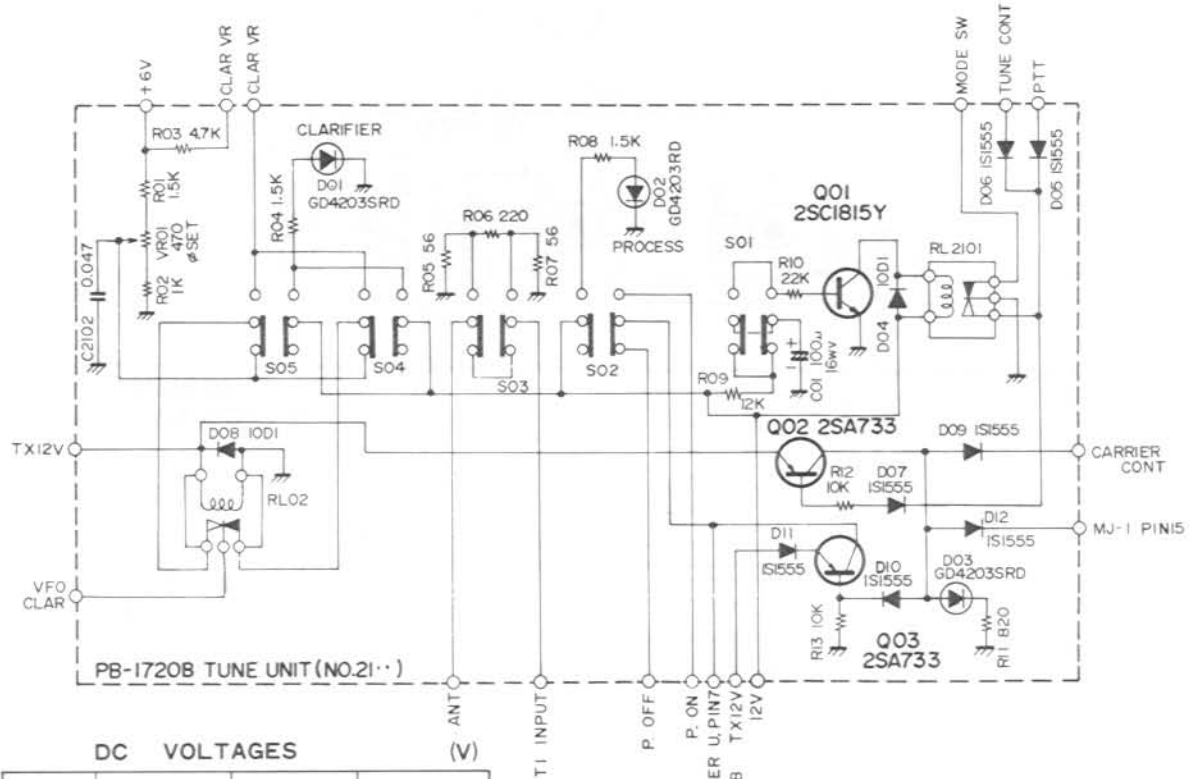 +6V
CLAR VR
CLAR VR
MODE SW
TUNE CONT
PTT
R03 4.7K
CLARIFIER
R08 1.5K
D06 1S1555
D05 1S1555
R01
1.5K
D01
GD4203SRD
R04 1.5K
D02
GD4203RD
Q01
2SC1815Y
R06 220
VR01
470
ØSET
R05 56
R07 56
PROCESS
S01
R10
22K
10D1
RL2101
0.047
C2102
R02
1K
D04
S05
S04
S03
S02
+
C01 100μ
16WV
R09
12K
Q02 2SA733
TX12V
D08 10D1
D09 1S1555
CARRIER
CONT
RL02
R12
10K
D07
1S1555
D12
1S1555
MJ-1 PIN15
D11
1S1555
D10
1S1555
D03
GD4203SRD
VFO
CLAR
R13 10K
Q03
2SA733
R11 820
PB-1720B TUNE UNIT (NO.21··)
ANT
T1 INPUT
P. OFF
P. ON
ER U,PIN7
B TX12V
12V
DC VOLTAGES (V)